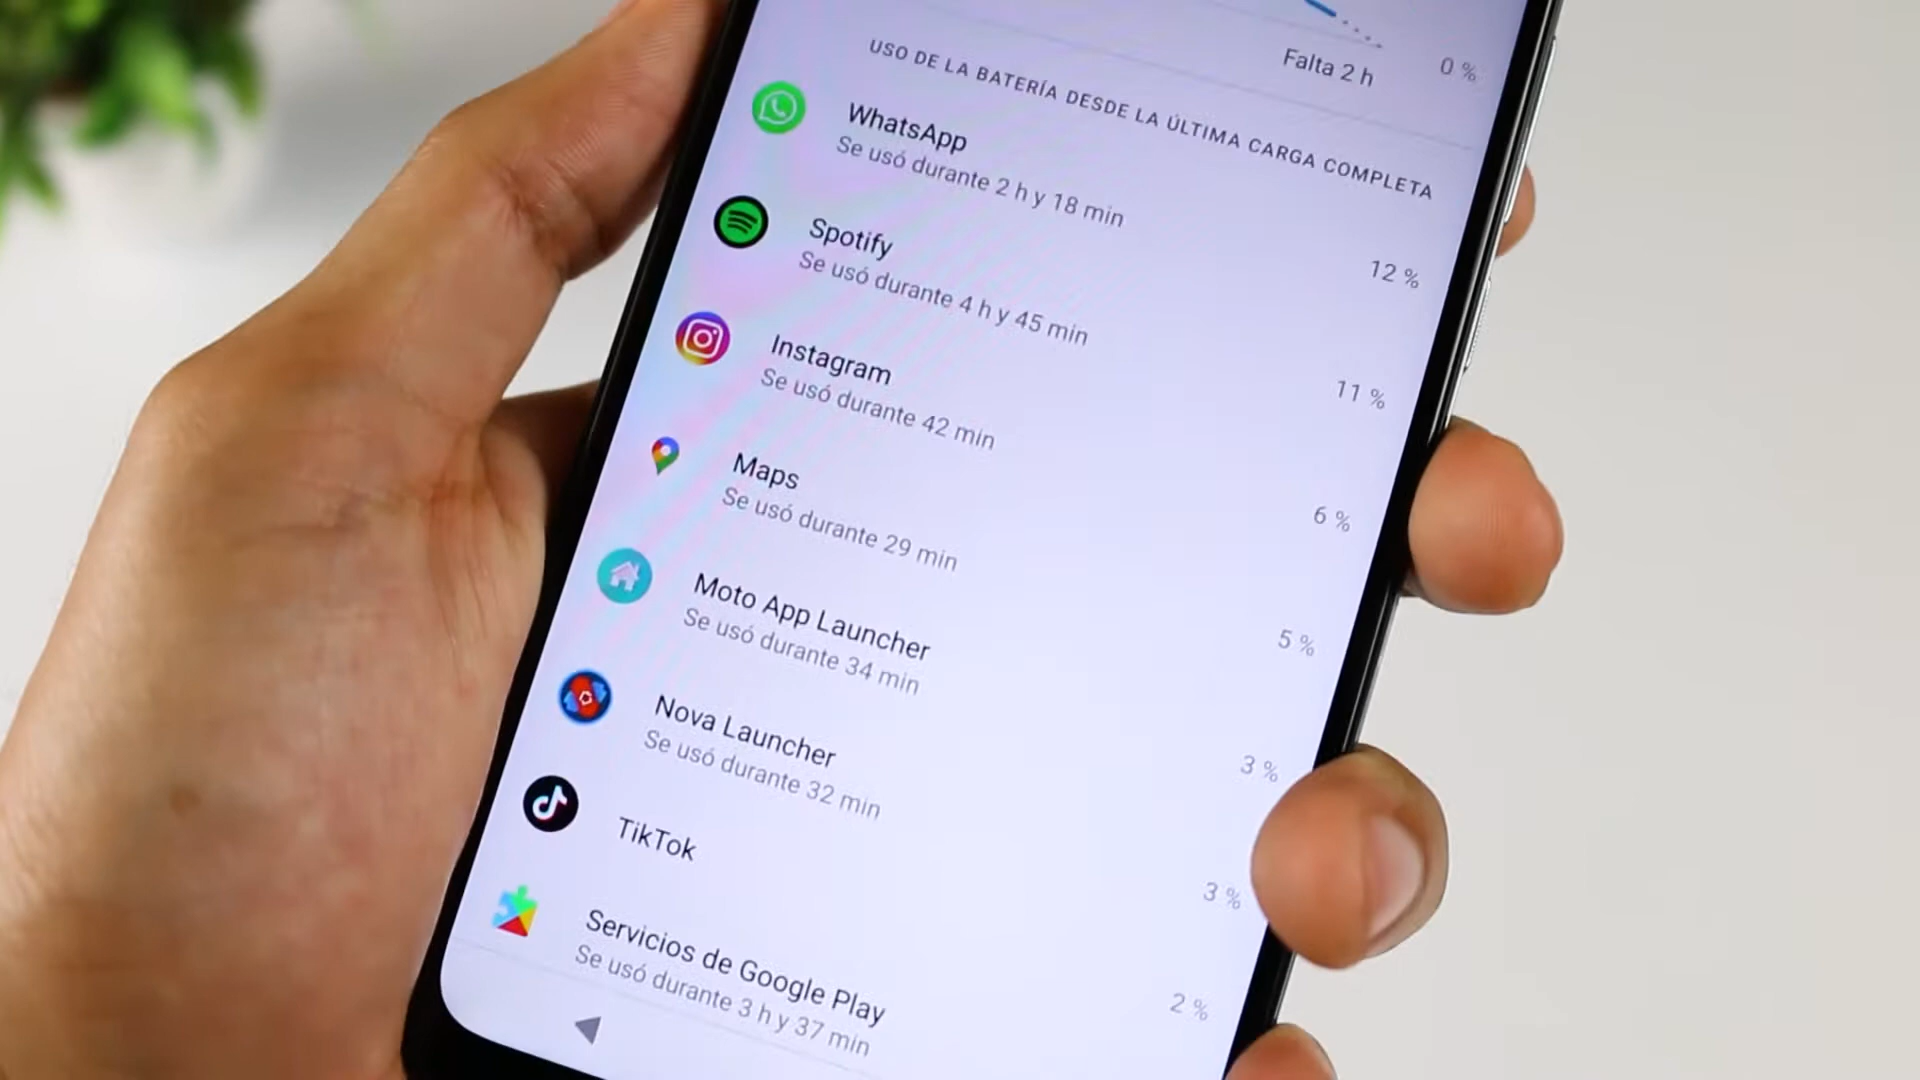 0 %
Falta 2 h
USO DE LA BATERÍA DESDE LA ÚLTIMA CARGA COMPLETA
WhatsApp
Se usó durante 2 h y 18 min
12 %
Spotify
Se usó durante 4 h y 45 min
11 %
Instagram
Se usó durante 42 min
6 %
Maps
Se usó durante 29 min
5 %
Moto App Launcher
Se usó durante 34 min
3 %
Nova Launcher
Se usó durante 32 min
3 %
TikTok
2 %
Servicios de Google Play
Se usó durante 3 h y 37 min